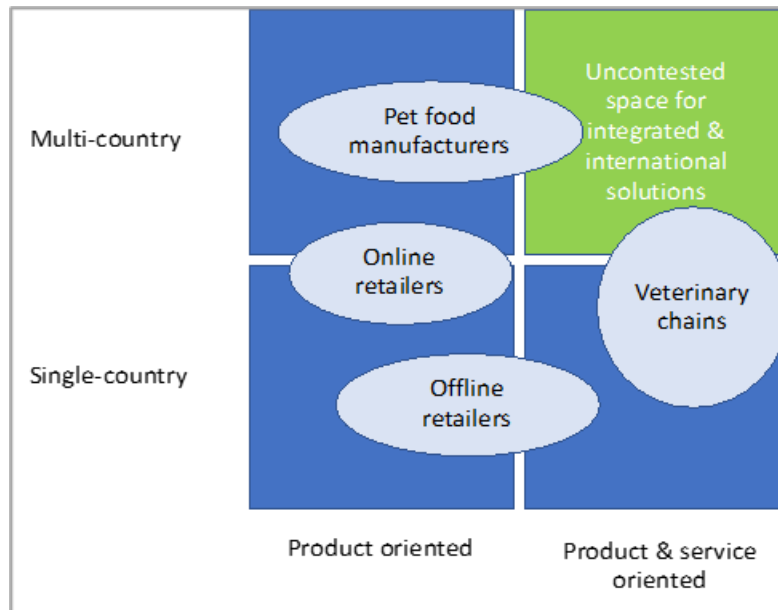 Multi-country
Pet food
manufacturers
Uncontested
space for
integrated &
international
solutions
Online
retailers
Veterinary
chains
Single-country
Offline
retailers
Product oriented
Product & service
oriented